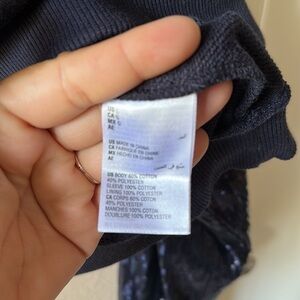 US
CA
MX G
AE
US MADE IN CHINA
CA FABRIQUE EN CHINE
MX HECHO EN CHINA
AE
US BODY 60% COTTON
40% POLYESTER
SLEEVE 100% COTTON
LINING 100% POLYESTER
CA CORPS 60% COTON
40% POLYESTER
MANCHES 100% COTON
DOUBLURE 100% POLYESTER